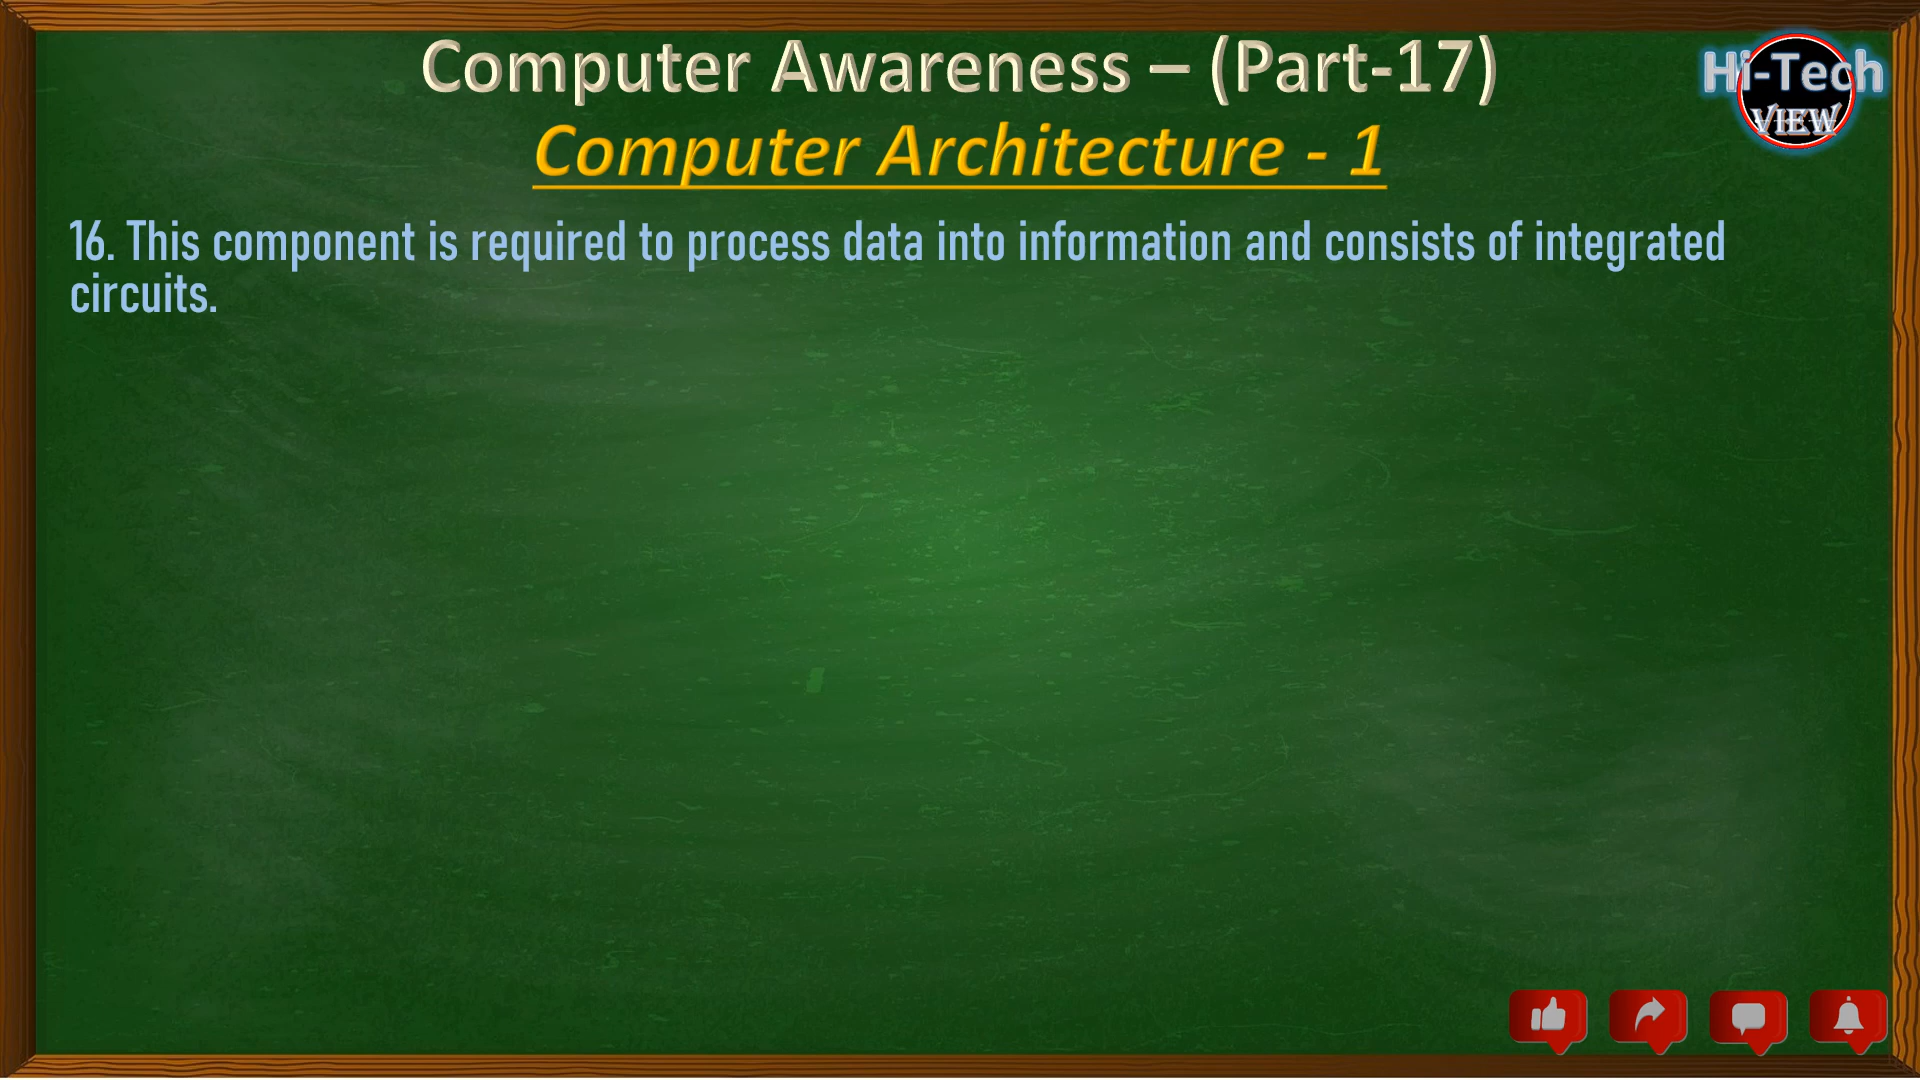 Computer Awareness – (Part-17)
Hi-Tech
VIEW
Computer Architecture - 1
16. This component is required to process data into information and consists of integrated
circuits.